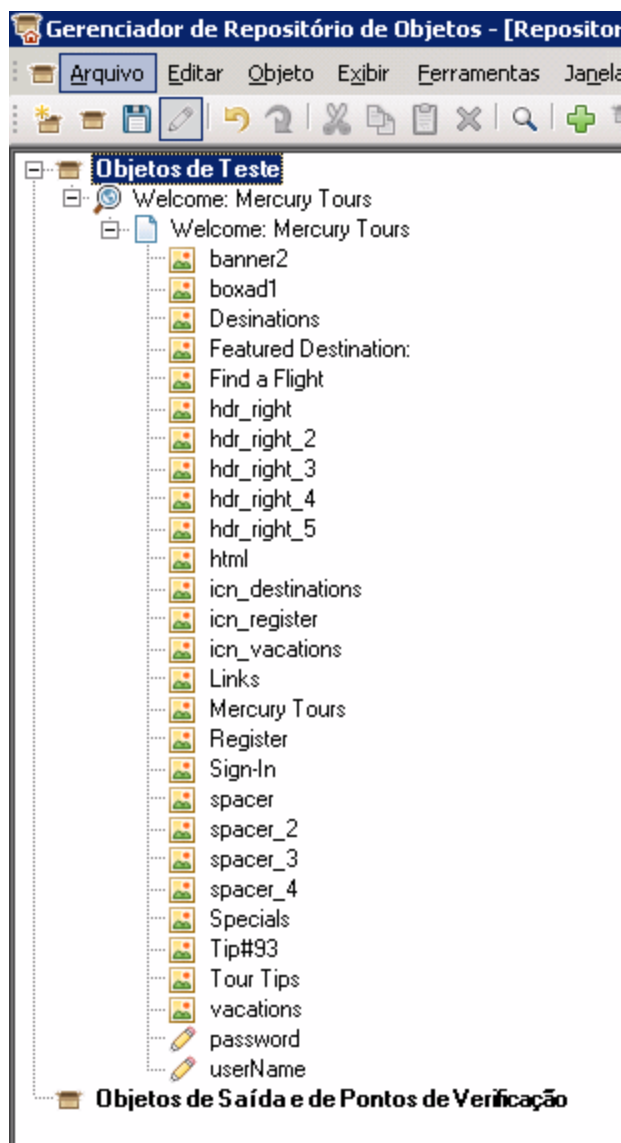 Gerenciador de Repositório de Objetos - [Repositor
Arquivo Editar Objeto Exibir Ferramentas Janela
Objetos de Teste
Welcome: Mercury Tours
Welcome: Mercury Tours
banner2
boxad1
Desinations
Featured Destination:
Find a Flight
hdr_right
hdr_right_2
hdr_right_3
hdr_right_4
hdr_right_5
html
icn_destinations
icn_register
icn_vacations
Links
Mercury Tours
Register
Sign-In
spacer
spacer_2
spacer_3
spacer_4
Specials
Tip#93
Tour Tips
vacations
password
userName
Objetos de Saída e de Pontos de Verificação